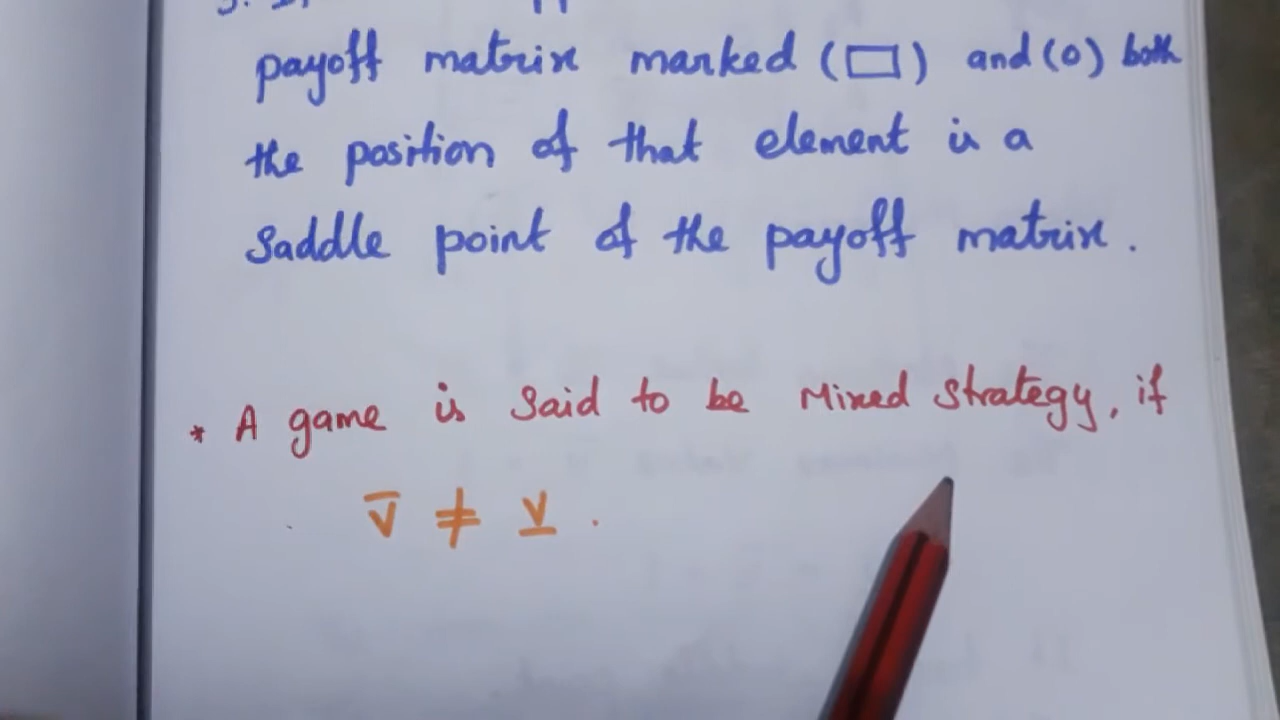 payoff matrix marked (□) and (o) both
the position of that element is a
saddle point of the payoff matrix.
* A game is said to be Mixed Strategy, if
v̅ ≠ v̲ .